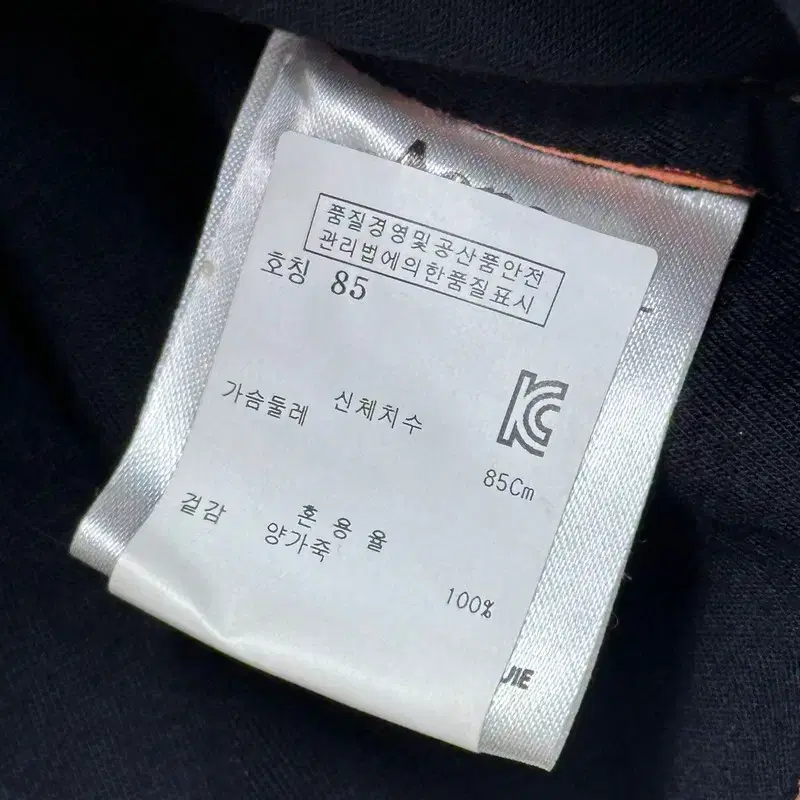 품질경영및공산품안전
관리법에의한품질표시
호칭 85
KC
신체치수
가슴둘레
85Cm
혼용율
겉감
양가죽
100%